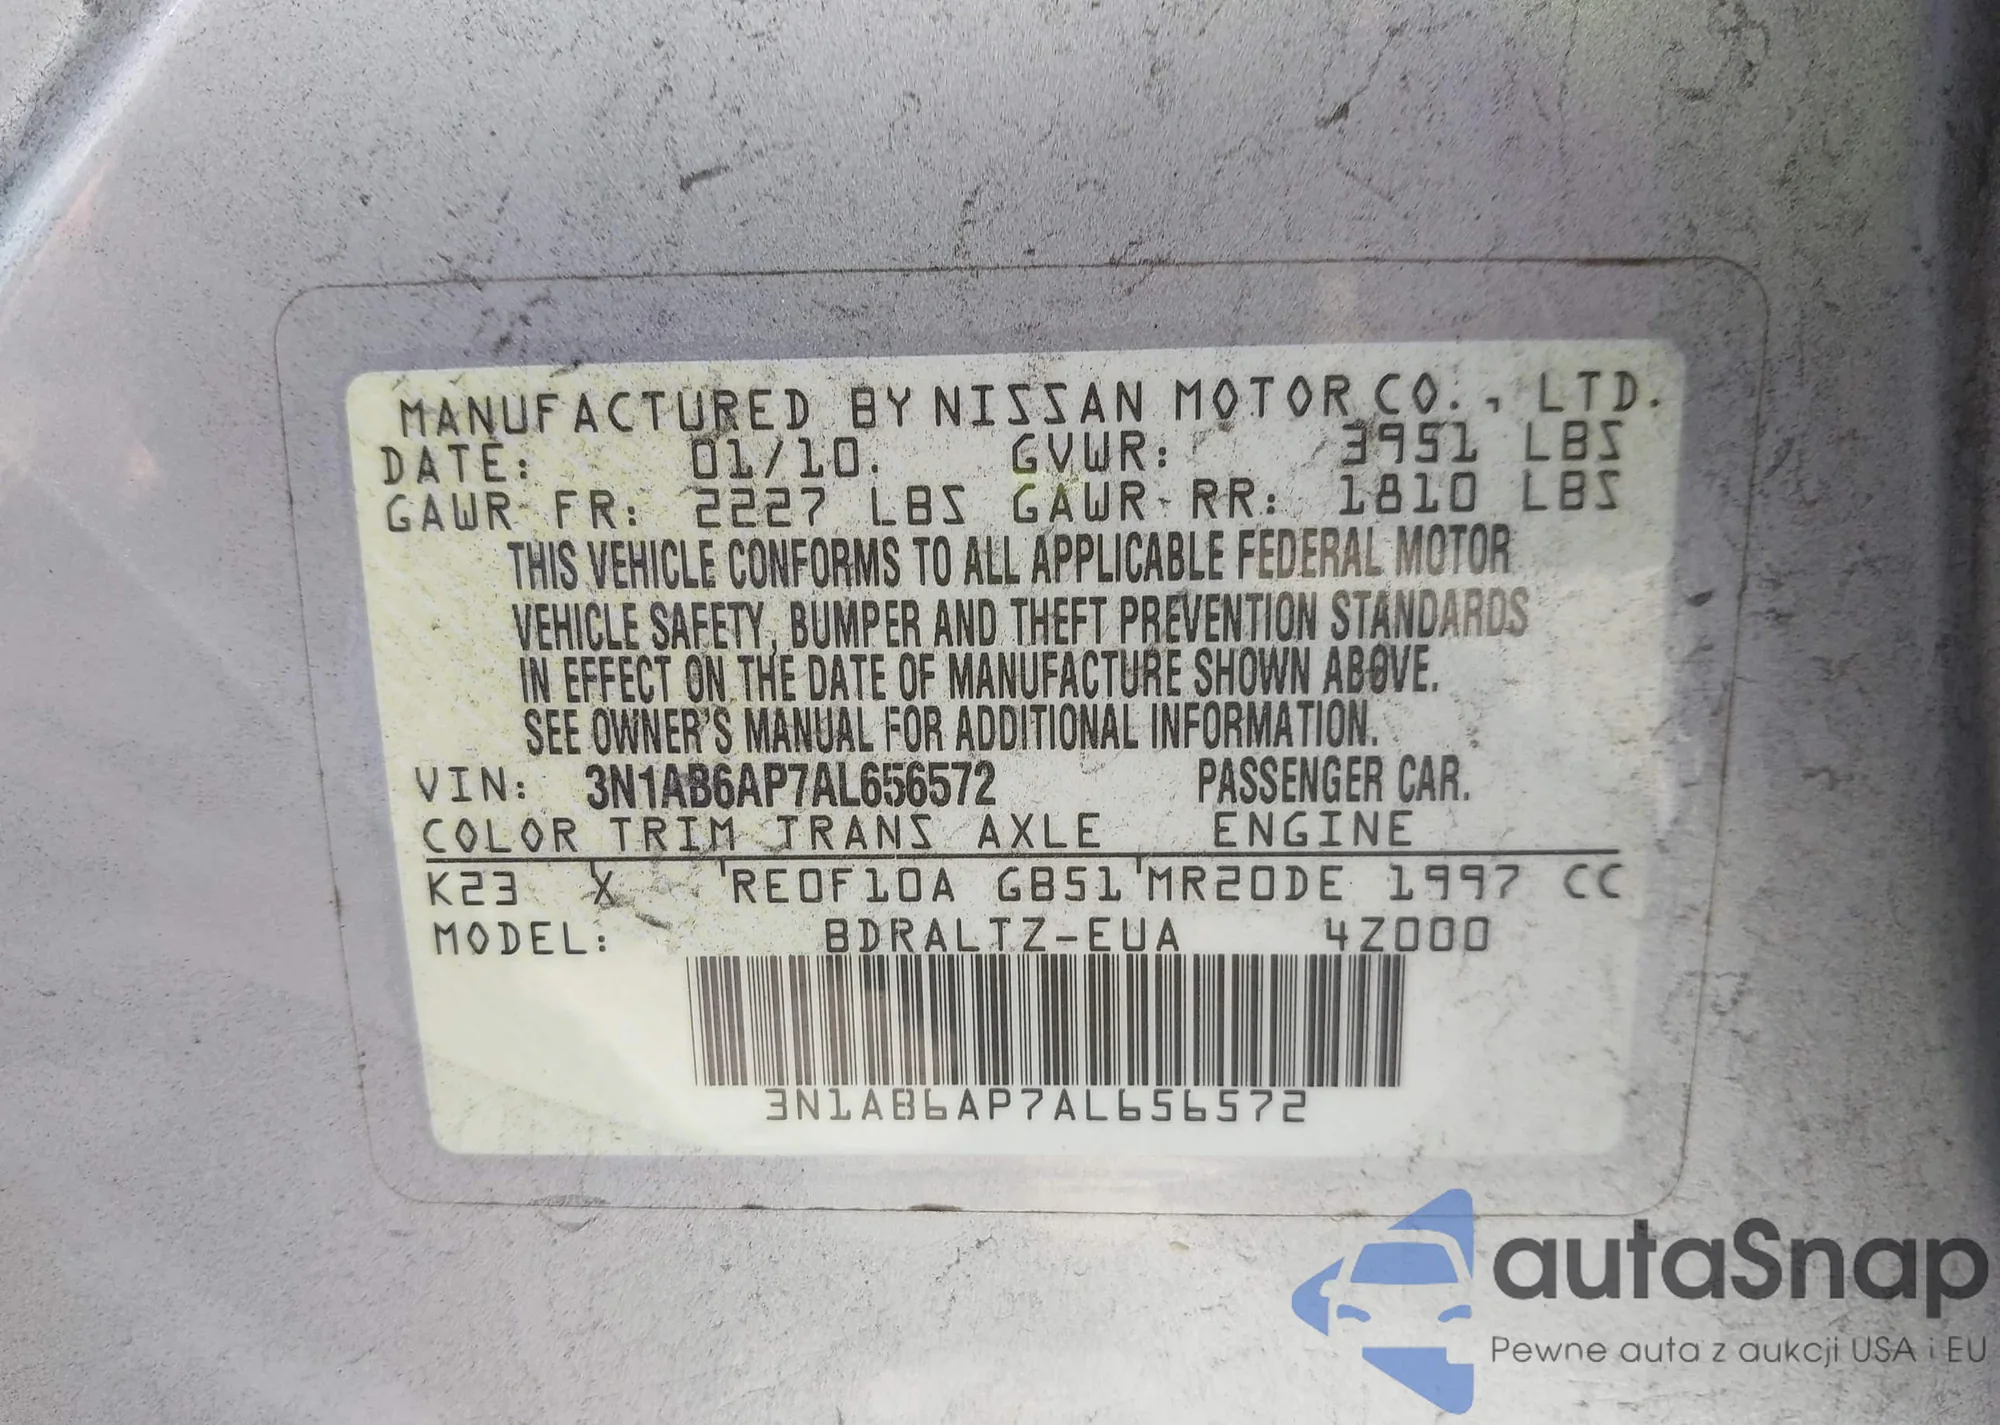 MANUFACTURED BY NISSAN MOTOR CO., LTD.
DATE: 01/10. GVWR: 3951 LBS
GAWR FR: 2227 LBS GAWR RR: 1810 LBS
THIS VEHICLE CONFORMS TO ALL APPLICABLE FEDERAL MOTOR
VEHICLE SAFETY, BUMPER AND THEFT PREVENTION STANDARDS
IN EFFECT ON THE DATE OF MANUFACTURE SHOWN ABOVE.
SEE OWNER'S MANUAL FOR ADDITIONAL INFORMATION.
VIN: 3N1AB6AP7AL656572 PASSENGER CAR.
COLOR TRIM TRANS AXLE ENGINE
K23 X RE0F10A GB51 MR20DE 1997 CC
MODEL: BDRALTZ-EUA 4Z000
3N1AB6AP7AL656572
autaSnap
Pewne auta z aukcji USA i EU